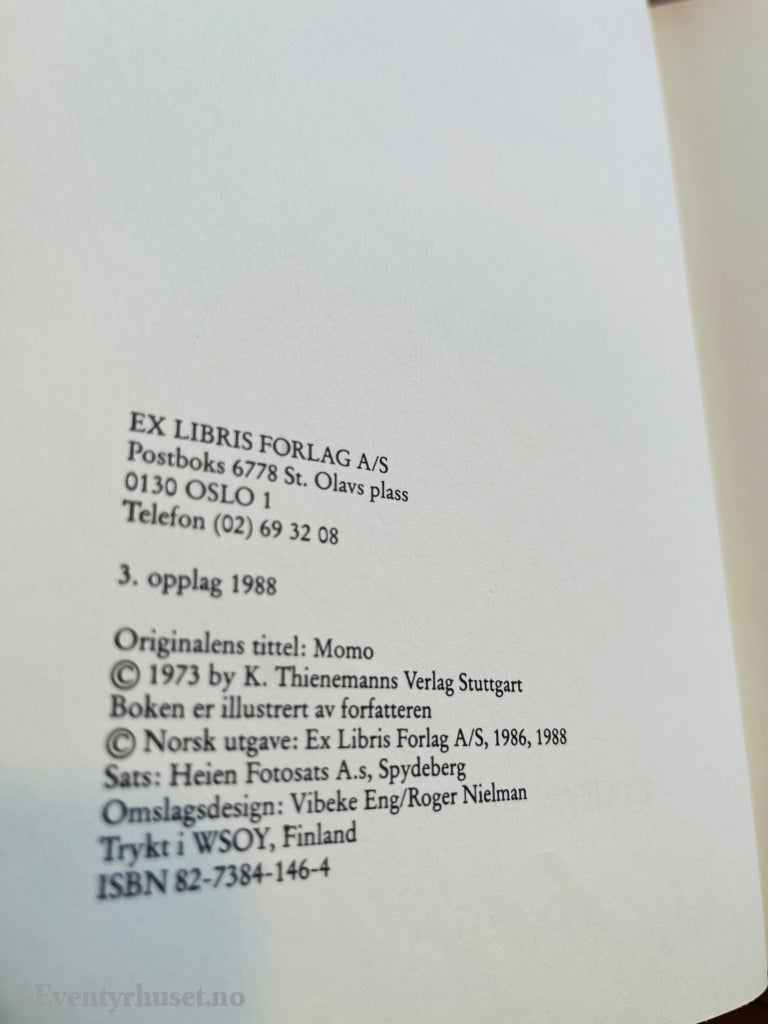 EX LIBRIS FORLAG A/S
Postboks 6778 St. Olavs plass
0130 OSLO 1
Telefon (02) 69 32 08
3. opplag 1988
Originalens tittel: Momo
© 1973 by K. Thienemanns Verlag Stuttgart
Boken er illustrert av forfatteren
© Norsk utgave: Ex Libris Forlag A/S, 1986, 1988
Sats: Heien Fotosats A.s, Spydeberg
Omslagsdesign: Vibeke Eng/Roger Nielman
Trykt i WSOY, Finland
ISBN 82-7384-146-4
©Eventyrhuset.no